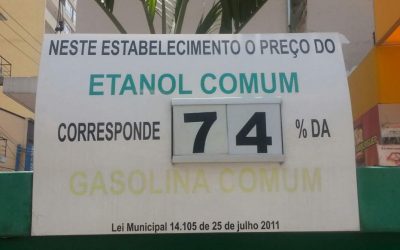 NESTE ESTABELECIMENTO O PREÇO DO
ETANOL COMUM
CORRESPONDE 74 % DA
GASOLINA COMUM
Lei Municipal 14.105 de 25 de julho 2011